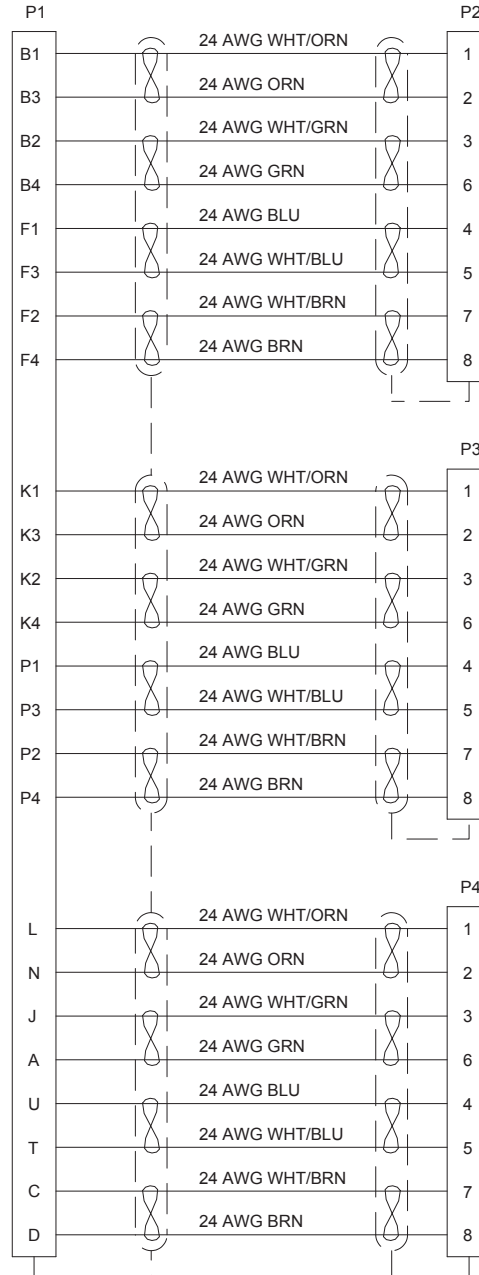 P1 P2
B1 24 AWG WHT/ORN 1
B3 24 AWG ORN 2
B2 24 AWG WHT/GRN 3
B4 24 AWG GRN 6
F1 24 AWG BLU 4
F3 24 AWG WHT/BLU 5
F2 24 AWG WHT/BRN 7
F4 24 AWG BRN 8
P3
K1 24 AWG WHT/ORN 1
K3 24 AWG ORN 2
K2 24 AWG WHT/GRN 3
K4 24 AWG GRN 6
P1 24 AWG BLU 4
P3 24 AWG WHT/BLU 5
P2 24 AWG WHT/BRN 7
P4 24 AWG BRN 8
P4
L 24 AWG WHT/ORN 1
N 24 AWG ORN 2
J 24 AWG WHT/GRN 3
A 24 AWG GRN 6
U 24 AWG BLU 4
T 24 AWG WHT/BLU 5
C 24 AWG WHT/BRN 7
D 24 AWG BRN 8